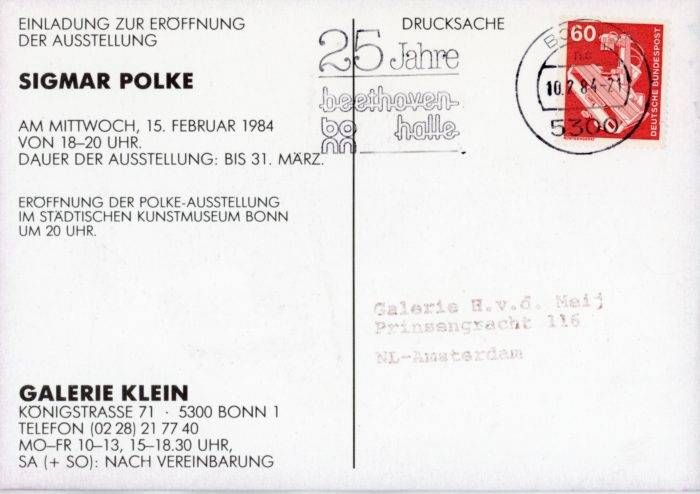 EINLADUNG ZUR ERÖFFNUNG
DER AUSSTELLUNG
SIGMAR POLKE
AM MITTWOCH, 15. FEBRUAR 1984
VON 18–20 UHR.
DAUER DER AUSSTELLUNG: BIS 31. MÄRZ.
ERÖFFNUNG DER POLKE-AUSSTELLUNG
IM STÄDTISCHEN KUNSTMUSEUM BONN
UM 20 UHR.
GALERIE KLEIN
KÖNIGSTRASSE 71 · 5300 BONN 1
TELEFON (02 28) 21 77 40
MO–FR 10–13, 15–18.30 UHR,
SA (+ SO): NACH VEREINBARUNG
DRUCKSACHE
25 Jahre
beethoven-
halle
bonn
10.2.84-21
5300
60
DEUTSCHE BUNDESPOST
Galerie H.v.d. Meij
Prinsengracht 116
NL-Amsterdam